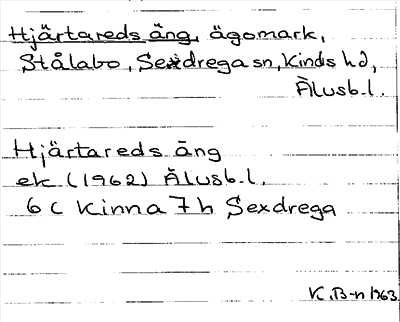 Hjärtareds äng, ägomark,
Stålabo, Sexdrega sn, Kinds hd,
Älvsb.l.
Hjärtareds äng
ek (1962) Älvsb.l.
6 C Kinna 7 h Sexdrega
K.B-n 1963